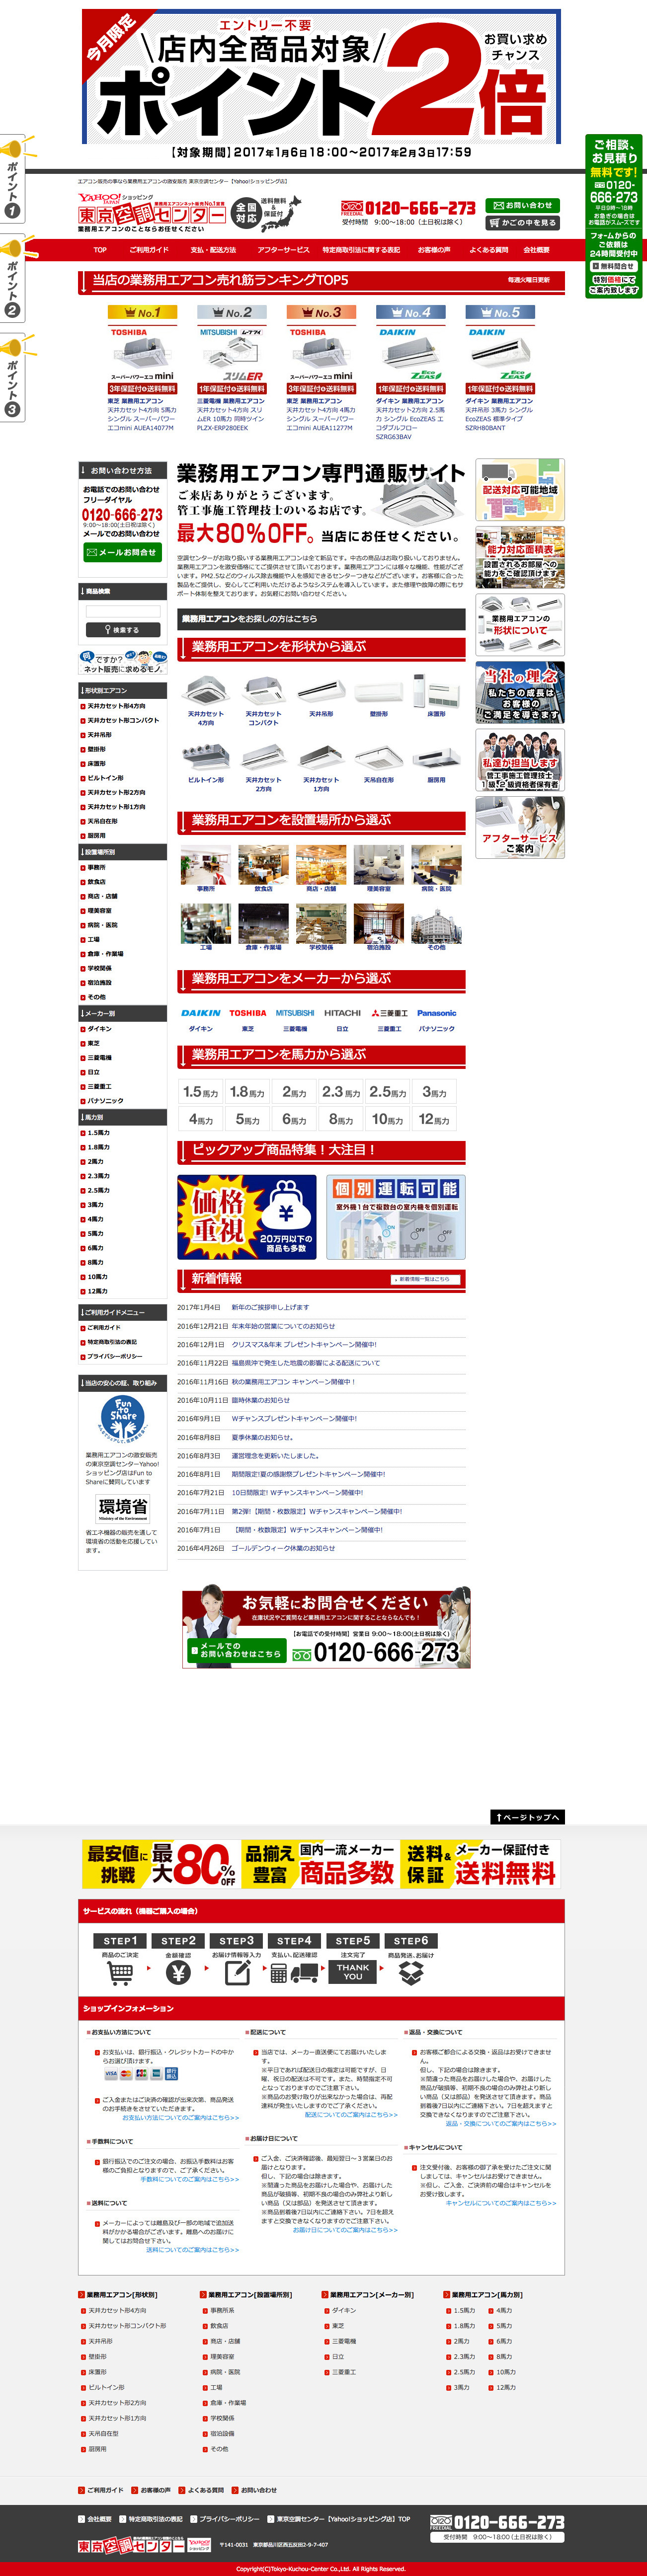 今月限定
エントリー不要
店内全商品対象
ポイント2倍
お買い求め
チャンス
【対象期間】2017年1月6日18:00〜2017年2月3日17:59
ポイント1
ポイント2
ポイント3
ご相談、
お見積り
無料です!
0120-
666-273
平日9時〜18時
お急ぎの場合は
お電話がスムーズです
フォームからの
ご依頼は
24時間受付中
無料問合せ
特別価格にて
ご案内致します
エアコン販売の事なら業務用エアコンの激安販売 東京空調センター【Yahoo!ショッピング店】
YAHOO! JAPAN ショッピング
業務用エアコンネット販売No.1宣言
東京空調センター
業務用エアコンのことならお任せください
全国対応
送料無料
&
保証付
FREEDIAL 0120-666-273
受付時間 9:00〜18:00 (土日祝は除く)
お問い合わせ
かごの中を見る
TOP ご利用ガイド 支払・配送方法 アフターサービス 特定商取引法に関する表記 お客様の声 よくある質問 会社概要
当店の業務用エアコン売れ筋ランキングTOP5
毎週火曜日更新
No.1 No.2 No.3 No.4 No.5
TOSHIBA MITSUBISHI ムーブアイ TOSHIBA DAIKIN DAIKIN
スーパーパワーエコmini スリムER スーパーパワーエコmini Eco ZEAS Eco ZEAS
3年保証付&送料無料 1年保証付&送料無料 3年保証付&送料無料 1年保証付&送料無料 1年保証付&送料無料
東芝 業務用エアコン
天井カセット4方向 5馬力
シングル スーパーパワー
エコmini AUEA14077M
三菱電機 業務用エアコン
天井カセット4方向 スリ
ムER 10馬力 同時ツイン
PLZX-ERP280EEK
東芝 業務用エアコン
天井カセット4方向 4馬力
シングル スーパーパワー
エコmini AUEA11277M
ダイキン 業務用エアコン
天井カセット2方向 2.5馬
力 シングル EcoZEAS エ
コダブルフロー
SZRG63BAV
ダイキン 業務用エアコン
天井吊形 3馬力 シングル
EcoZEAS 標準タイプ
SZRH80BANT
お問い合わせ方法
お電話でのお問い合わせ
フリーダイヤル
0120-666-273
9:00〜18:00(土日祝は除く)
メールでのお問い合わせ
メールお問合せ
商品検索
検索する
何ですか?
ネット販売に求めるモノ。
形状別エアコン
天井カセット形4方向
天井カセット形コンパクト
天井吊形
壁掛形
床置形
ビルトイン形
天井カセット形2方向
天井カセット形1方向
天吊自在形
厨房用
設置場所別
事務所
飲食店
商店・店舗
理美容室
病院・医院
工場
倉庫・作業場
学校関係
宿泊施設
その他
メーカー別
ダイキン
東芝
三菱電機
日立
三菱重工
パナソニック
馬力別
1.5馬力
1.8馬力
2馬力
2.3馬力
2.5馬力
3馬力
4馬力
5馬力
6馬力
8馬力
10馬力
12馬力
ご利用ガイドメニュー
ご利用ガイド
特定商取引法の表記
プライバシーポリシー
当店の安心の証、取り組み
Fun to Share
業務用エアコンの激安販売
の東京空調センターYahoo!
ショッピング店はFun to
Shareに賛同しています
環境省
Ministry of the Environment
省エネ機器の販売を通して
環境省の活動を応援してい
ます。
業務用エアコン専門通販サイト
ご来店ありがとうございます。
管工事施工管理技士のいるお店です。
最大80%OFF。当店にお任せください。
空調センターがお取り扱いする業務用エアコンは全て新品です。中古の商品はお取り扱いしておりません。
業務用エアコンを激安価格にてご提供させて頂いております。業務用エアコンには様々な機能、性能がござ
います。PM2.5などのウィルス除去機能や人を感知できるセンターつきなどがございます。お客様に合った
製品をご提供し、安心してご利用いただけるようなシステムを導入しています。また修理や故障の際にもサ
ポート体制を整えております。お気軽にお問い合わせください。
業務用エアコンをお探しの方はこちら
業務用エアコンを形状から選ぶ
天井カセット
4方向
天井カセット
コンパクト
天井吊形
壁掛形
床置形
ビルトイン形
天井カセット
2方向
天井カセット
1方向
天吊自在形
厨房用
業務用エアコンを設置場所から選ぶ
事務所 飲食店 商店・店舗 理美容室 病院・医院
工場 倉庫・作業場 学校関係 宿泊施設 その他
業務用エアコンをメーカーから選ぶ
DAIKIN TOSHIBA MITSUBISHI HITACHI 三菱重工 Panasonic
ダイキン 東芝 三菱電機 日立 三菱重工 パナソニック
業務用エアコンを馬力から選ぶ
1.5馬力 1.8馬力 2馬力 2.3馬力 2.5馬力 3馬力
4馬力 5馬力 6馬力 8馬力 10馬力 12馬力
ピックアップ商品特集!大注目!
価格重視
20万円以下の
商品も多数
個別運転可能
室外機1台で複数台の室内機を個別運転
OFF
OFF
新着情報
新着情報一覧はこちら
2017年1月4日 新年のご挨拶申し上げます
2016年12月21日 年末年始の営業についてのお知らせ
2016年12月1日 クリスマス&年末 プレゼントキャンペーン開催中!
2016年11月22日 福島県沖で発生した地震の影響による配送について
2016年11月16日 秋の業務用エアコン キャンペーン開催中!
2016年10月11日 臨時休業のお知らせ
2016年9月1日 Wチャンスプレゼントキャンペーン開催中!
2016年8月8日 夏季休業のお知らせ。
2016年8月3日 運営理念を更新いたしました。
2016年8月1日 期間限定!夏の感謝祭プレゼントキャンペーン開催中!
2016年7月21日 10日間限定! Wチャンスキャンペーン開催中!
2016年7月11日 第2弾!【期間・枚数限定】Wチャンスキャンペーン開催中!
2016年7月1日 【期間・枚数限定】Wチャンスキャンペーン開催中!
2016年4月26日 ゴールデンウィーク休業のお知らせ
配送対応可能地域
能力対応面積表
設置されるお部屋への
能力をご確認頂けます
業務用エアコンの
形状について
当社の理念
私たちの成長は
お客様の
ご満足を導きます
私達が担当します
管工事施工管理技士
1級、2級資格者保有者
アフターサービス
ご案内
お気軽にお問合せください
在庫状況やご質問など業務用エアコンに関することならなんでも!
メールでの
お問い合わせはこちら
【お電話での受付時間】営業日 9:00〜18:00(土日祝は除く)
0120-666-273
↑ページトップへ
最安値に挑戦 最大80%OFF
品揃え豊富 国内一流メーカー 商品多数
送料&保証 メーカー保証付き 送料無料
サービスの流れ(機器ご購入の場合)
STEP1 STEP2 STEP3 STEP4 STEP5 STEP6
商品のご決定 金額確認 お届け情報等入力 支払い、配送確認 注文完了 商品発送、お届け
THANK YOU
ショップインフォメーション
お支払い方法について
お支払いは、銀行振込・クレジットカードの中か
らお選び頂けます。
VISA
銀行振込
ご入金またはご決済の確認が出来次第、商品発送
のお手続きをさせていただきます。
お支払い方法についてのご案内はこちら>>
手数料について
銀行振込でのご注文の場合、お振込手数料はお客
様のご負担となりますので、ご了承ください。
手数料についてのご案内はこちら>>
送料について
メーカーによっては離島及び一部の地域で追加送
料がかかる場合がございます。離島へのお届けに
関してはお問合せ下さい。
送料についてのご案内はこちら>>
配送について
当店では、メーカー直送便にてお届けいたしま
す。
※平日であれば配送日の指定は可能ですが、日
曜、祝日の配送は不可です。また、時間指定不可
となっておりますのでご注意下さい。
※商品のお受け取りが出来なかった場合は、再配
達料が発生いたしますのでご了承ください。
配送についてのご案内はこちら>>
お届け日について
ご入金、ご決済確認後、最短翌日〜3営業日のお
届けとなります。
但し、下記の場合は除きます。
※間違った商品をお届けした場合や、お届けした
商品が破損等、初期不良の場合のみ弊社より新し
い商品(又は部品)を発送させて頂きます。
※商品到着後7日以内にご連絡下さい。7日を超え
ますと交換できなくなりますのでご注意下さい。
お届け日についてのご案内はこちら>>
返品・交換について
お客様ご都合による交換・返品はお受けできませ
ん。
但し、下記の場合は除きます。
※間違った商品をお届けした場合や、お届けした
商品が破損等、初期不良の場合のみ弊社より新し
い商品(又は部品)を発送させて頂きます。商品
到着後7日以内にご連絡下さい。7日を超えますと
交換できなくなりますのでご注意下さい。
返品・交換についてのご案内はこちら>>
キャンセルについて
注文受付後、お客様の御了承を受けたご注文に関
しましては、キャンセルはお受けできません。
※但し、ご入金、ご決済前の場合はキャンセルを
お受け致します。
キャンセルについてのご案内はこちら>>
業務用エアコン[形状別]
天井カセット形4方向
天井カセット形コンパクト形
天井吊形
壁掛形
床置形
ビルトイン形
天井カセット形2方向
天井カセット形1方向
天吊自在型
厨房用
業務用エアコン[設置場所別]
事務所系
飲食店
商店・店舗
理美容室
病院・医院
工場
倉庫・作業場
学校関係
宿泊設備
その他
業務用エアコン[メーカー別]
ダイキン
東芝
三菱電機
日立
三菱重工
業務用エアコン[馬力別]
1.5馬力 4馬力
1.8馬力 5馬力
2馬力 6馬力
2.3馬力 8馬力
2.5馬力 10馬力
3馬力 12馬力
ご利用ガイド お客様の声 よくある質問 お問い合わせ
会社概要 特定商取引法の表記 プライバシーポリシー 東京空調センター【Yahoo!ショッピング店】TOP
FREEDIAL 0120-666-273
受付時間 9:00〜18:00 (土日祝は除く)
東京空調センター
YAHOO! ショッピング
〒141-0031 東京都品川区西五反田2-9-7-407
Copyright(C)Tokyo-Kuchou-Center Co.,Ltd. All Rights Reserved.